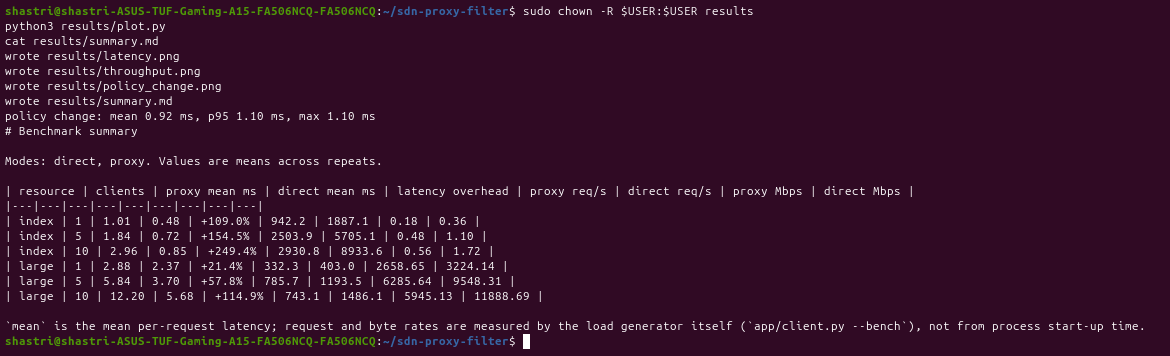 shastri@shastri-ASUS-TUF-Gaming-A15-FA506NCQ-FA506NCQ:~/sdn-proxy-filter$ sudo chown -R $USER:$USER results
python3 results/plot.py
cat results/summary.md
wrote results/latency.png
wrote results/throughput.png
wrote results/policy_change.png
wrote results/summary.md
policy change: mean 0.92 ms, p95 1.10 ms, max 1.10 ms
# Benchmark summary
Modes: direct, proxy. Values are means across repeats.
| resource | clients | proxy mean ms | direct mean ms | latency overhead | proxy req/s | direct req/s | proxy Mbps | direct Mbps |
|---|---|---|---|---|---|---|---|---|
| index | 1 | 1.01 | 0.48 | +109.0% | 942.2 | 1887.1 | 0.18 | 0.36 |
| index | 5 | 1.84 | 0.72 | +154.5% | 2503.9 | 5705.1 | 0.48 | 1.10 |
| index | 10 | 2.96 | 0.85 | +249.4% | 2930.8 | 8933.6 | 0.56 | 1.72 |
| large | 1 | 2.88 | 2.37 | +21.4% | 332.3 | 403.0 | 2658.65 | 3224.14 |
| large | 5 | 5.84 | 3.70 | +57.8% | 785.7 | 1193.5 | 6285.64 | 9548.31 |
| large | 10 | 12.20 | 5.68 | +114.9% | 743.1 | 1486.1 | 5945.13 | 11888.69 |
`mean` is the mean per-request latency; request and byte rates are measured by the load generator itself (`app/client.py --bench`), not from process start-up time.
shastri@shastri-ASUS-TUF-Gaming-A15-FA506NCQ-FA506NCQ:~/sdn-proxy-filter$